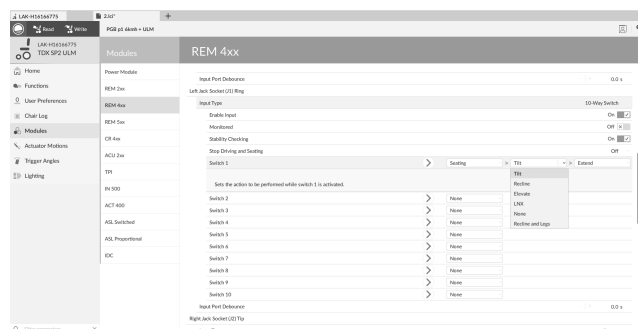 LAK-H16166775
2.lci*
+
Read
Write
PGB p5 6kmh + ULM
LAK-H16166775
TDX SP2 ULM
Modules
REM 4xx
Home
Functions
User Preferences
Chair Log
Modules
Actuator Motions
Trigger Angles
Lighting
Power Module
REM 2xx
REM 4xx
REM 5xx
CR 4xx
ACU 2xx
TPI
IN 500
ACT 400
ASL Switched
ASL Proportional
IDC
Input Port Debounce 0.0 s
Left Jack Socket (J1) Ring
Input Type 10-Way Switch
Enable Input On
Monitored Off
Stability Checking On
Stop Driving and Seating Off
Switch 1 Seating > Tilt > Extend
Tilt
Sets the action to be performed while switch 1 is activated.
Recline
Elevate
Switch 2 None
LNX
Switch 3 None
None
Switch 4 None
Recline and Legs
Switch 5 None
Switch 6 None
Switch 7 None
Switch 8 None
Switch 9 None
Switch 10 None
Input Port Debounce 0.0 s
Right Jack Socket (J2) Tip